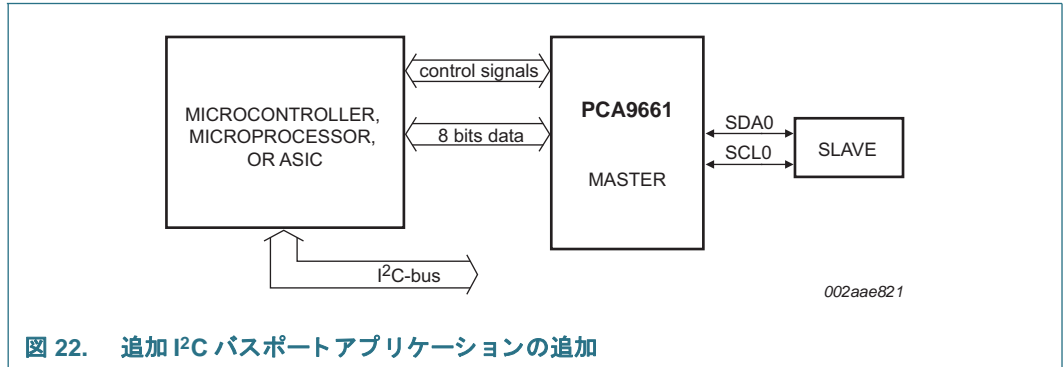 MICROCONTROLLER,
MICROPROCESSOR,
OR ASIC
control signals
8 bits data
PCA9661
MASTER
SDA0
SCL0
SLAVE
I²C-bus
002aae821
図 22. 追加 I²C バスポートアプリケーションの追加